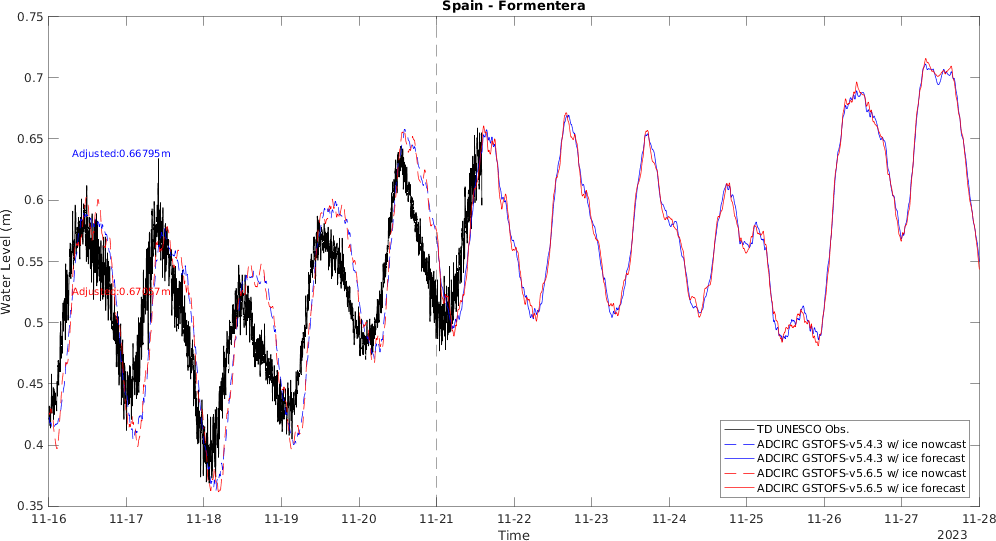 Spain - Formentera
0.75
0.7
0.65
0.6
0.55
0.5
0.45
0.4
0.35
Water Level (m)
Adjusted:0.66795m
TD UNESCO Obs.
ADCIRC GSTOFS-v5.4.3 w/ ice nowcast
ADCIRC GSTOFS-v5.4.3 w/ ice forecast
ADCIRC GSTOFS-v5.6.5 w/ ice nowcast
ADCIRC GSTOFS-v5.6.5 w/ ice forecast
11-16 11-17 11-18 11-19 11-20 11-21 11-22 11-23 11-24 11-25 11-26 11-27 11-28
Time
2023